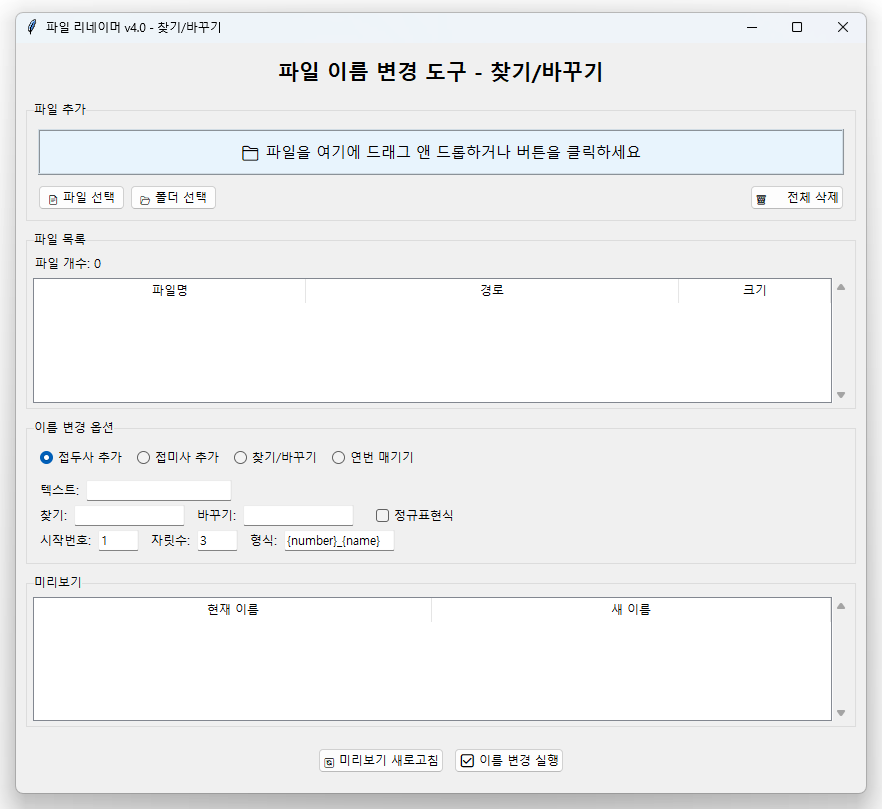 파일 리네이머 v4.0 - 찾기/바꾸기
파일 이름 변경 도구 - 찾기/바꾸기
파일 추가
파일을 여기에 드래그 앤 드롭하거나 버튼을 클릭하세요
파일 선택 폴더 선택 전체 삭제
파일 목록
파일 개수: 0
파일명 경로 크기
이름 변경 옵션
접두사 추가 접미사 추가 찾기/바꾸기 연번 매기기
텍스트:
찾기: 바꾸기: 정규표현식
시작번호: 1 자릿수: 3 형식: {number}_{name}
미리보기
현재 이름 새 이름
미리보기 새로고침 이름 변경 실행